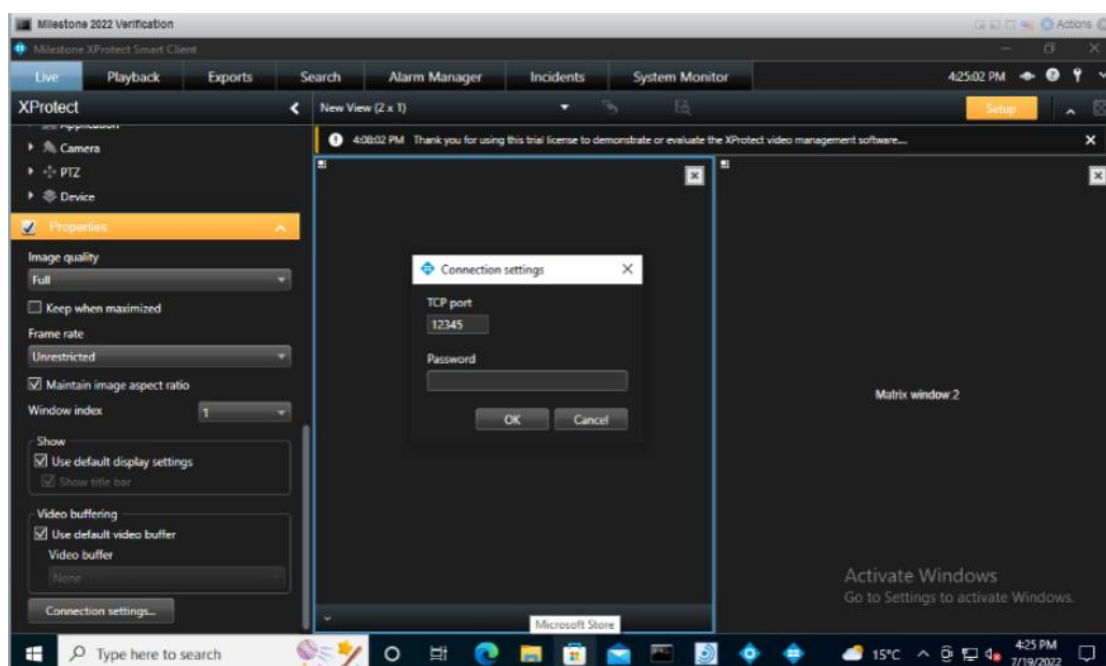 Milestone 2022 Verification
Actions
Milestone XProtect Smart Client
Live Playback Exports Search Alarm Manager Incidents System Monitor 4:25:02 PM
XProtect
New View (2 x 1)
Setup
4:08:02 PM Thank you for using this trial license to demonstrate or evaluate the XProtect video management software....
Application
Camera
PTZ
Device
Properties
Image quality
Full
Keep when maximized
Frame rate
Unrestricted
Maintain image aspect ratio
Window index 1
Show
Use default display settings
Show title bar
Video buffering
Use default video buffer
Video buffer
None
Connection settings...
Connection settings
TCP port
12345
Password
OK Cancel
Matrix window:2
Activate Windows
Go to Settings to activate Windows.
Microsoft Store
Type here to search
15°C
4:25 PM
7/19/2022